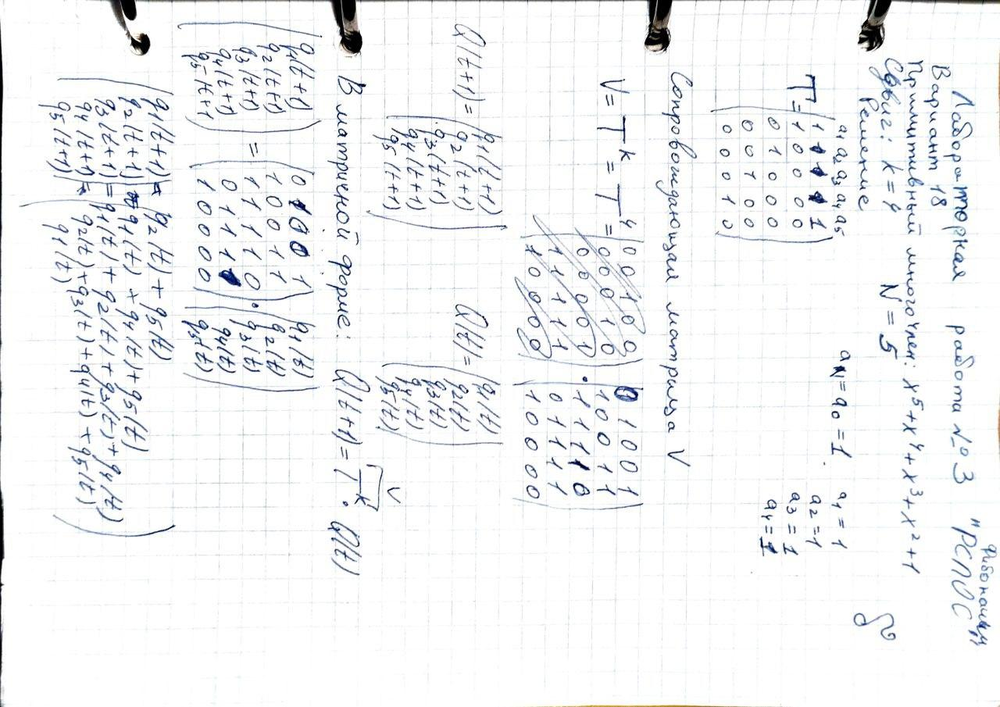 Лабораторная работа №3 "РСЛОС"
Фибоначчи
Вариант 18
Примитивный многочлен: x⁵+x⁴+x³+x²+1
Сдвиг: k=4 N=5
Решение
a₁ a₂ a₃ a₄ a₅
a₀=1
a₁=1
a₂=1
a₃=1
a₄=1
T=
1 1 1 1 1
1 0 0 0 0
0 1 0 0 0
0 0 1 0 0
0 0 0 1 0
Сопровождающая матрица V
V = Tᵏ = T⁴ =
0 1 0 0 1
1 0 0 1 1
1 1 1 1 0
0 1 1 1 1
1 0 0 0 0
Q(t+1) =
q₁(t+1)
q₂(t+1)
q₃(t+1)
q₄(t+1)
q₅(t+1)
Q(t) =
q₁(t)
q₂(t)
q₃(t)
q₄(t)
q₅(t)
В матричной форме: Q(t+1) = Tᵏ · Q(t)
V
q₁(t+1) 0 1 0 0 1 q₁(t)
q₂(t+1) 1 0 0 1 1 q₂(t)
q₃(t+1) = 1 1 1 1 0 · q₃(t)
q₄(t+1) 0 1 1 1 q₄(t)
q₅(t+1) 1 0 0 0 0 q₅(t)
q₁(t+1) = q₂(t) + q₅(t)
q₂(t+1) = q₁(t) + q₄(t) + q₅(t)
q₃(t+1) = q₁(t) + q₂(t) + q₃(t) + q₄(t)
q₄(t+1) = q₂(t) + q₃(t) + q₄(t) + q₅(t)
q₅(t+1) = q₁(t)